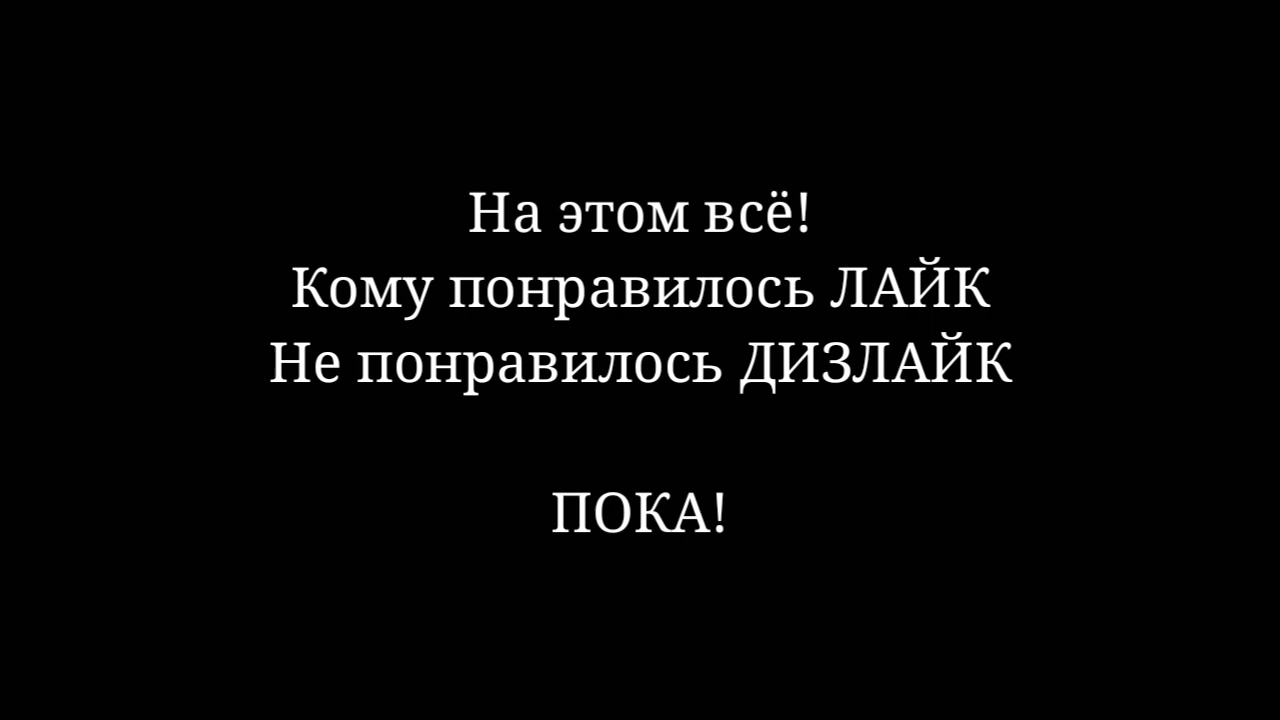 На этом всё!
Кому понравилось ЛАЙК
Не понравилось ДИЗЛАЙК
ПОКА!